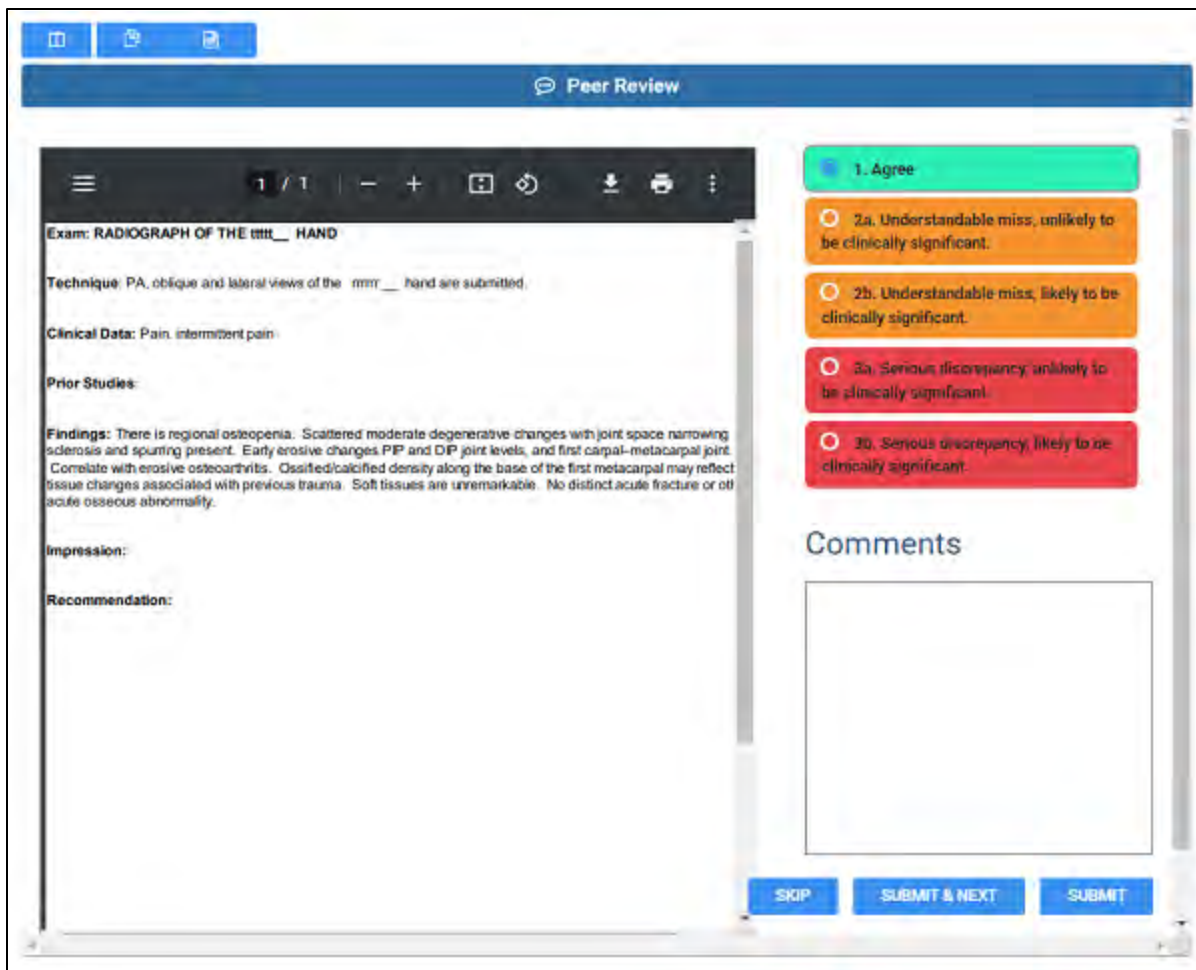 Peer Review
1 / 1
Exam: RADIOGRAPH OF THE ttttt__ HAND
Technique: PA, oblique and lateral views of the rrrrr __ hand are submitted.
Clinical Data: Pain. intermittent pain
Prior Studies:
Findings: There is regional osteopenia. Scattered moderate degenerative changes with joint space narrowing
sclerosis and spurring present. Early erosive changes PIP and DIP joint levels, and first carpal-metacarpal joint.
Correlate with erosive osteoarthritis. Ossified/calcified density along the base of the first metacarpal may reflect
tissue changes associated with previous trauma. Soft tissues are unremarkable. No distinct acute fracture or ot
acute osseous abnormality.
Impression:
Recommendation:
1. Agree
2a. Understandable miss, unlikely to
be clinically significant.
2b. Understandable miss, likely to be
clinically significant.
3a. Serious discrepancy, unlikely to
be clinically significant.
3b. Serious discrepancy, likely to be
clinically significant.
Comments
SKIP
SUBMIT & NEXT
SUBMIT